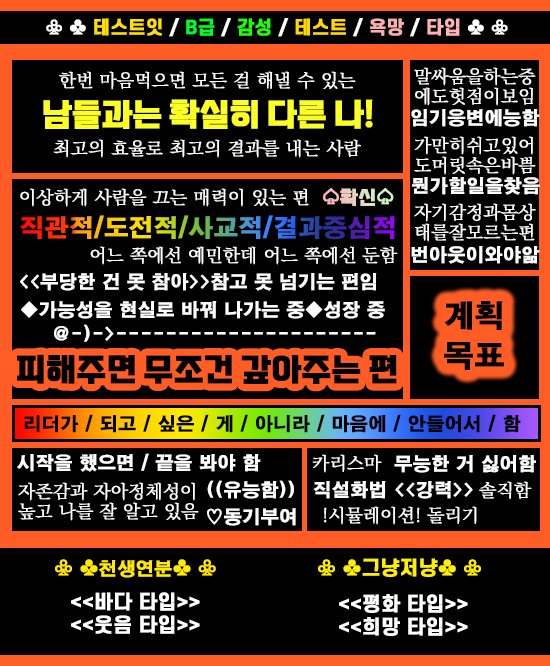 ♧ ♣ 테스트잇 / B급 / 감성 / 테스트 / 욕망 / 타입 ♣ ♧
한번 마음먹으면 모든 걸 해낼 수 있는
남들과는 확실히 다른 나!
최고의 효율로 최고의 결과를 내는 사람
말싸움을하는중
에도헛점이보임
임기응변에능함
가만히쉬고있어
도머릿속은바쁨
뭔가할일을찾음
자기감정과몸상
태를잘모르는편
번아웃이와야앎
이상하게 사람을 끄는 매력이 있는 편 ♤확신♤
직관적/도전적/사교적/결과중심적
어느 쪽에선 예민한데 어느 쪽에선 둔함
<<부당한 건 못 참아>>참고 못 넘기는 편임
◆가능성을 현실로 바꿔 나가는 중◆성장 중
@-)->----------------------
피해주면 무조건 갚아주는 편
계획
목표
리더가 / 되고 / 싶은 / 게 / 아니라 / 마음에 / 안들어서 / 함
시작을 했으면 / 끝을 봐야 함
자존감과 자아정체성이 ((유능함))
높고 나를 잘 알고 있음 ♡동기부여
카리스마 무능한 거 싫어함
직설화법 <<강력>> 솔직함
!시뮬레이션! 돌리기
♧ ♣천생연분♣ ♧
<<바다 타입>>
<<웃음 타입>>
♧ ♣그냥저냥♣ ♧
<<평화 타입>>
<<희망 타입>>